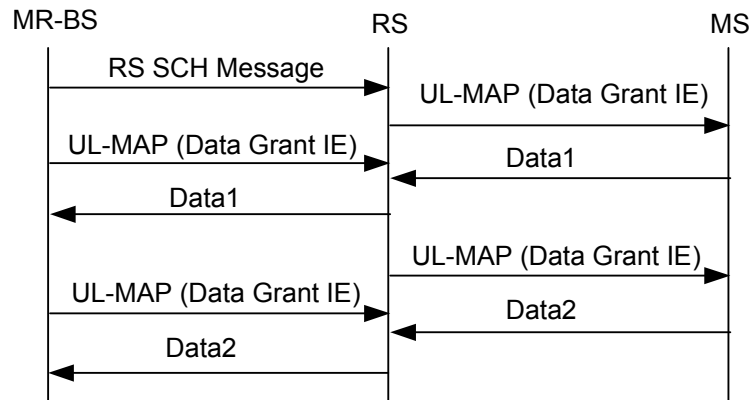 MR-BS
RS
MS
RS SCH Message
UL-MAP (Data Grant IE)
UL-MAP (Data Grant IE)
Data1
Data1
UL-MAP (Data Grant IE)
UL-MAP (Data Grant IE)
Data2
Data2